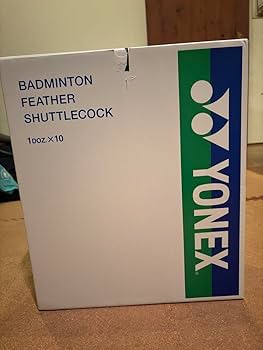 BADMINTON
FEATHER
SHUTTLECOCK
1DOZ.×10
YONEX